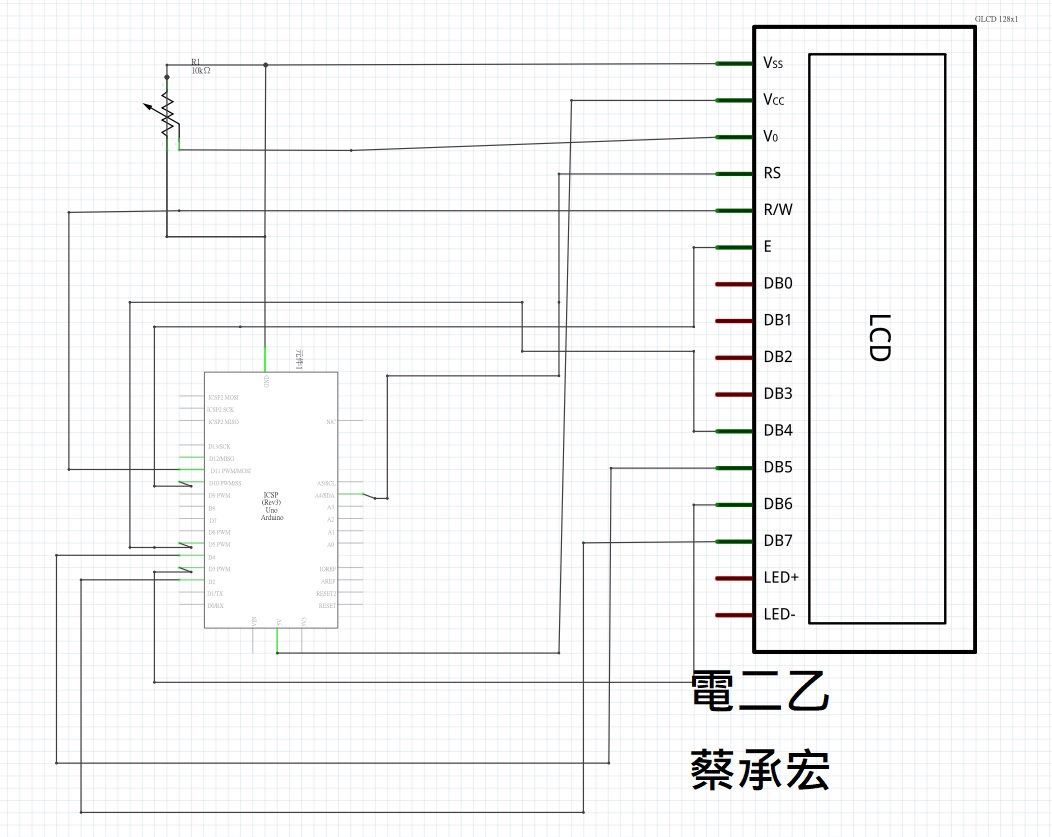 GLCD 128x1
R1
10kΩ
Vss
Vcc
V0
RS
R/W
E
DB0
DB1
DB2
DB3
DB4
DB5
DB6
DB7
LED+
LED-
LCD
GND
ICSP2 MOSI
ICSP2 SCK
ICSP2 MISO
D13/SCK
D12/MISO
D11 PWM/MOSI
D10 PWM/SS
D9 PWM
D8
D7
D6 PWM
D5 PWM
D4
D3 PWM
D2
D1/TX
D0/RX
ICSP
(Rev3)
Uno
Arduino
N/C
A5/SCL
A4/SDA
A3
A2
A1
A0
IOREF
AREF
RESET2
RESET
VIN
5V
3V3
電二乙
蔡承宏